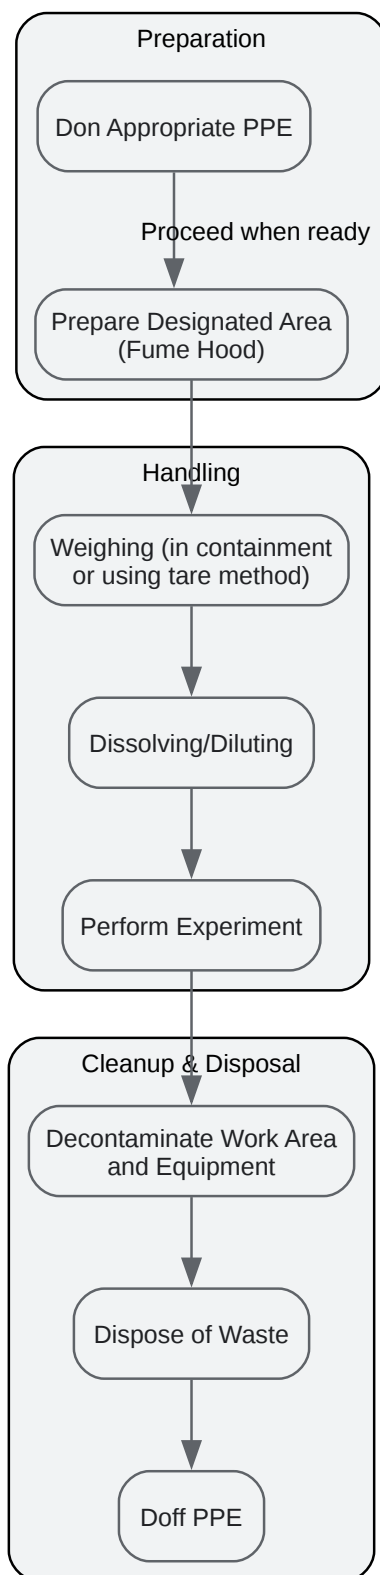 Preparation
Don Appropriate PPE
Proceed when ready
Prepare Designated Area
(Fume Hood)
Handling
Weighing (in containment
or using tare method)
Dissolving/Diluting
Perform Experiment
Cleanup & Disposal
Decontaminate Work Area
and Equipment
Dispose of Waste
Doff PPE